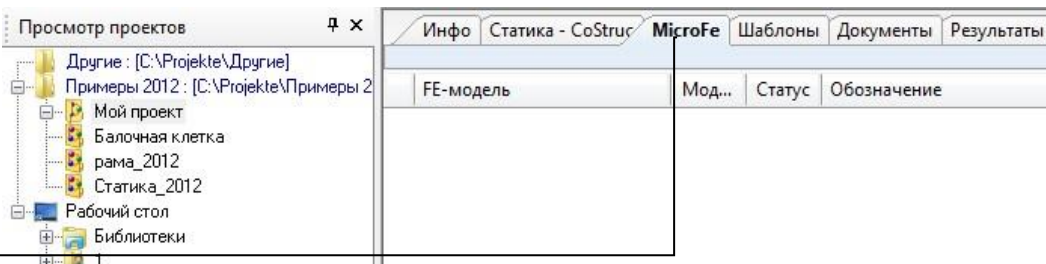 Просмотр проектов
Другие : [C:\Projekte\Другие]
Примеры 2012 : [C:\Projekte\Примеры 2
Мой проект
Балочная клетка
рама_2012
Статика_2012
Рабочий стол
Библиотеки
1
Инфо Статика - CoStruc MicroFe Шаблоны Документы Результаты
FE-модель Мод... Статус Обозначение